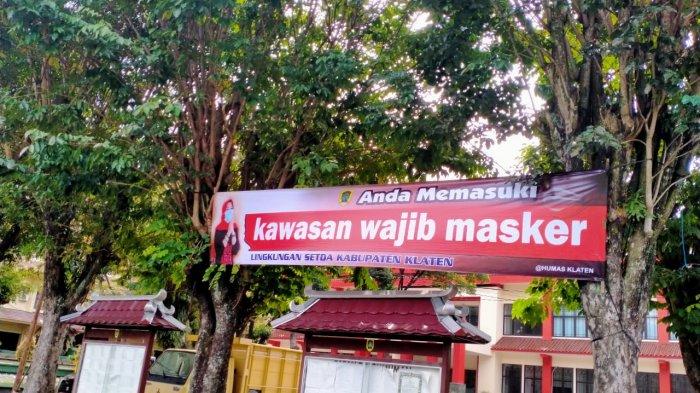 Anda Memasuki
kawasan wajib masker
LINGKUNGAN SETDA KABUPATEN KLATEN
@HUMAS KLATEN